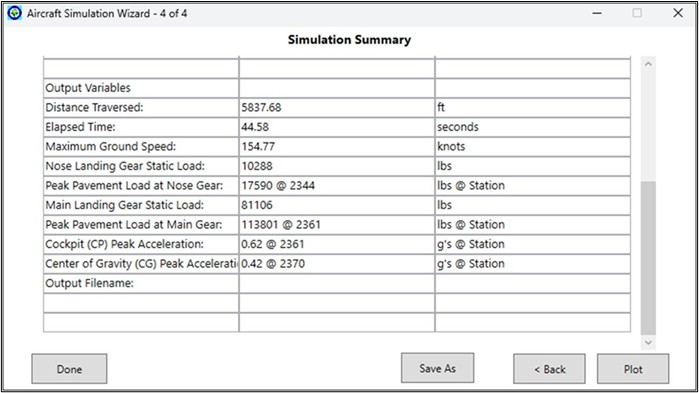 Aircraft Simulation Wizard - 4 of 4
Simulation Summary
Output Variables
Distance Traversed: 5837.68 ft
Elapsed Time: 44.58 seconds
Maximum Ground Speed: 154.77 knots
Nose Landing Gear Static Load: 10288 lbs
Peak Pavement Load at Nose Gear: 17590 @ 2344 lbs @ Station
Main Landing Gear Static Load: 81106 lbs
Peak Pavement Load at Main Gear: 113801 @ 2361 lbs @ Station
Cockpit (CP) Peak Acceleration: 0.62 @ 2361 g's @ Station
Center of Gravity (CG) Peak Accelerati 0.42 @ 2370 g's @ Station
Output Filename:
Done Save As < Back Plot